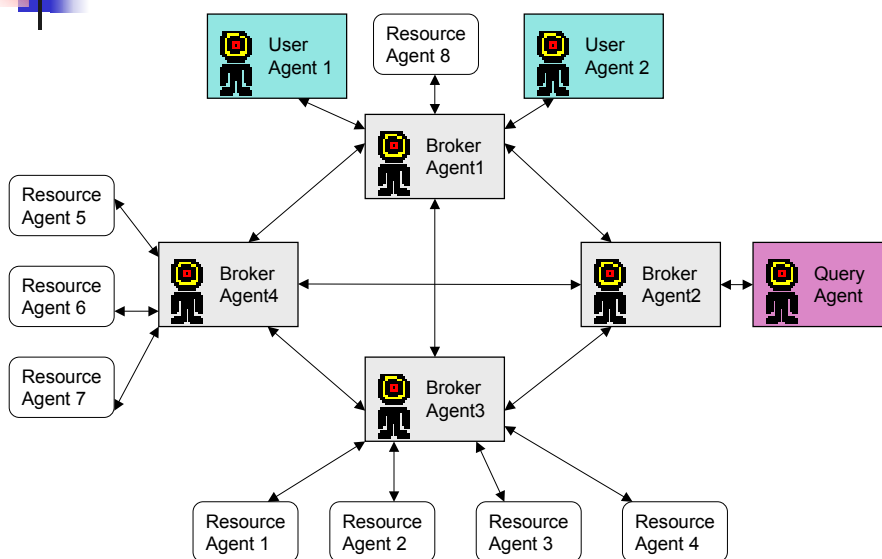 User
Agent 1
Resource
Agent 8
User
Agent 2
Broker
Agent1
Resource
Agent 5
Broker
Agent4
Broker
Agent2
Query
Agent
Resource
Agent 6
Resource
Agent 7
Broker
Agent3
Resource
Agent 1
Resource
Agent 2
Resource
Agent 3
Resource
Agent 4